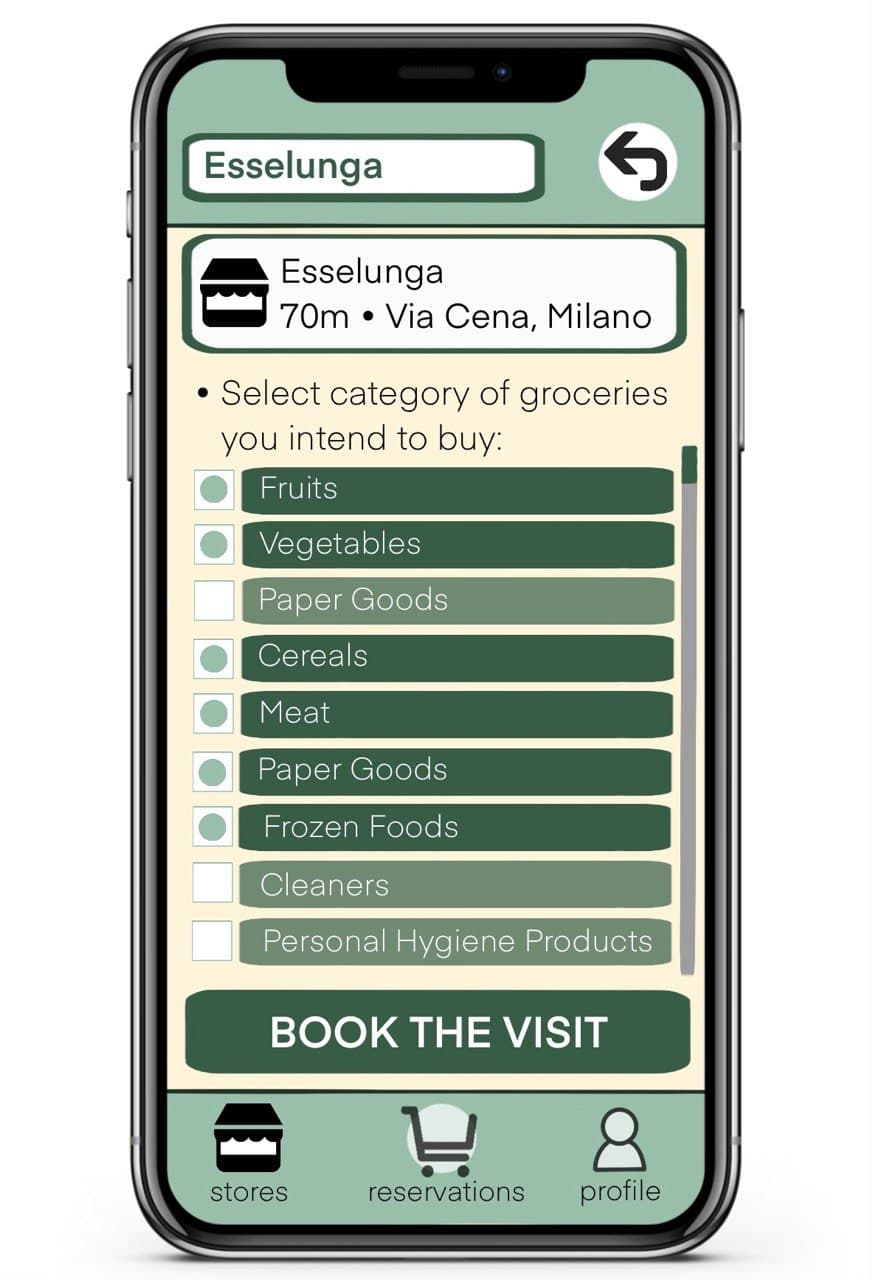 Esselunga
Esselunga
70m • Via Cena, Milano
• Select category of groceries
you intend to buy:
Fruits
Vegetables
Paper Goods
Cereals
Meat
Paper Goods
Frozen Foods
Cleaners
Personal Hygiene Products
BOOK THE VISIT
stores
reservations
profile